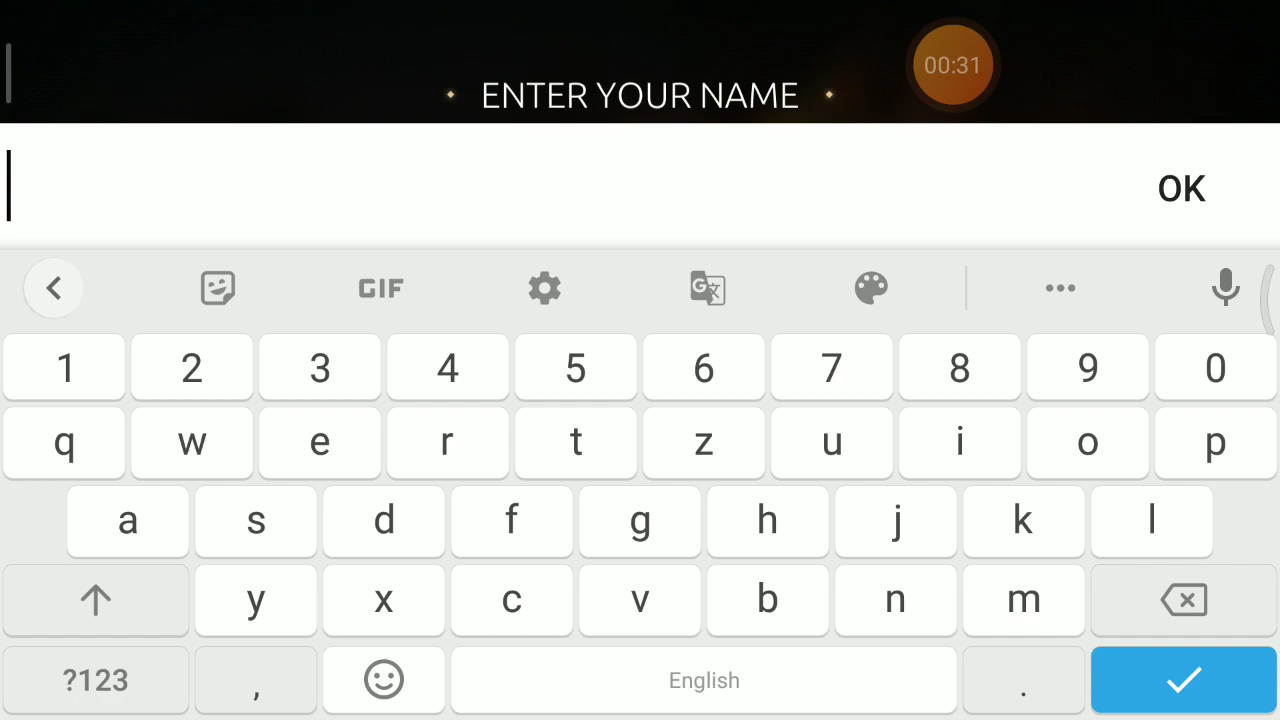 00:31
ENTER YOUR NAME
OK
GIF
G 文
1 2 3 4 5 6 7 8 9 0
q w e r t z u i o p
a s d f g h j k l
y x c v b n m
?123 , English .